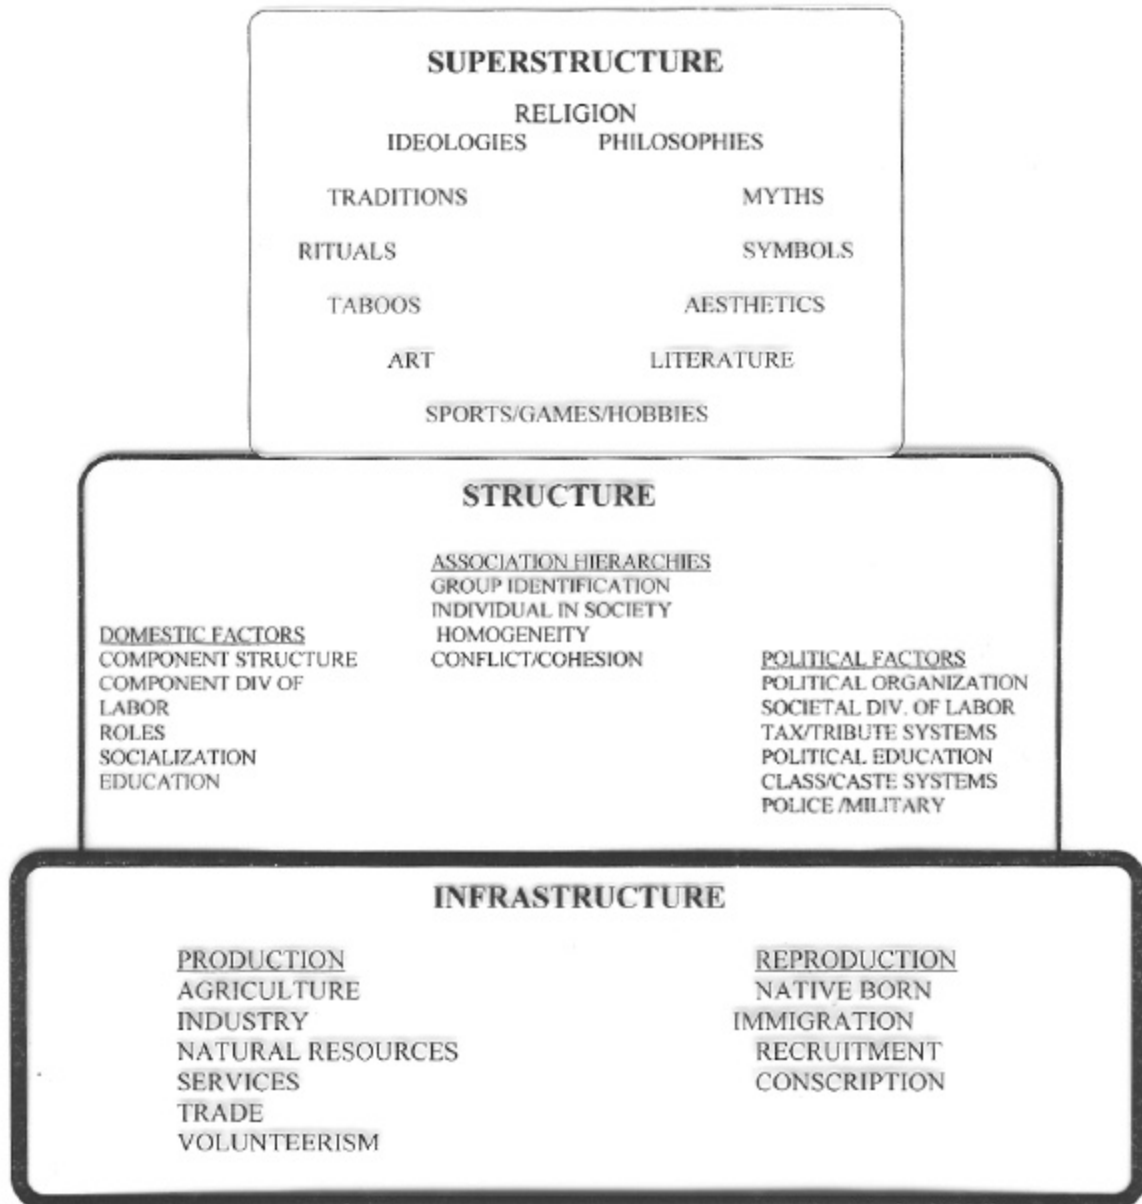 SUPERSTRUCTURE
RELIGION
IDEOLOGIES PHILOSOPHIES
TRADITIONS MYTHS
RITUALS SYMBOLS
TABOOS AESTHETICS
ART LITERATURE
SPORTS/GAMES/HOBBIES
STRUCTURE
ASSOCIATION HIERARCHIES
GROUP IDENTIFICATION
INDIVIDUAL IN SOCIETY
HOMOGENEITY
CONFLICT/COHESION
DOMESTIC FACTORS
COMPONENT STRUCTURE
COMPONENT DIV OF
LABOR
ROLES
SOCIALIZATION
EDUCATION
POLITICAL FACTORS
POLITICAL ORGANIZATION
SOCIETAL DIV. OF LABOR
TAX/TRIBUTE SYSTEMS
POLITICAL EDUCATION
CLASS/CASTE SYSTEMS
POLICE /MILITARY
INFRASTRUCTURE
PRODUCTION
AGRICULTURE
INDUSTRY
NATURAL RESOURCES
SERVICES
TRADE
VOLUNTEERISM
REPRODUCTION
NATIVE BORN
IMMIGRATION
RECRUITMENT
CONSCRIPTION